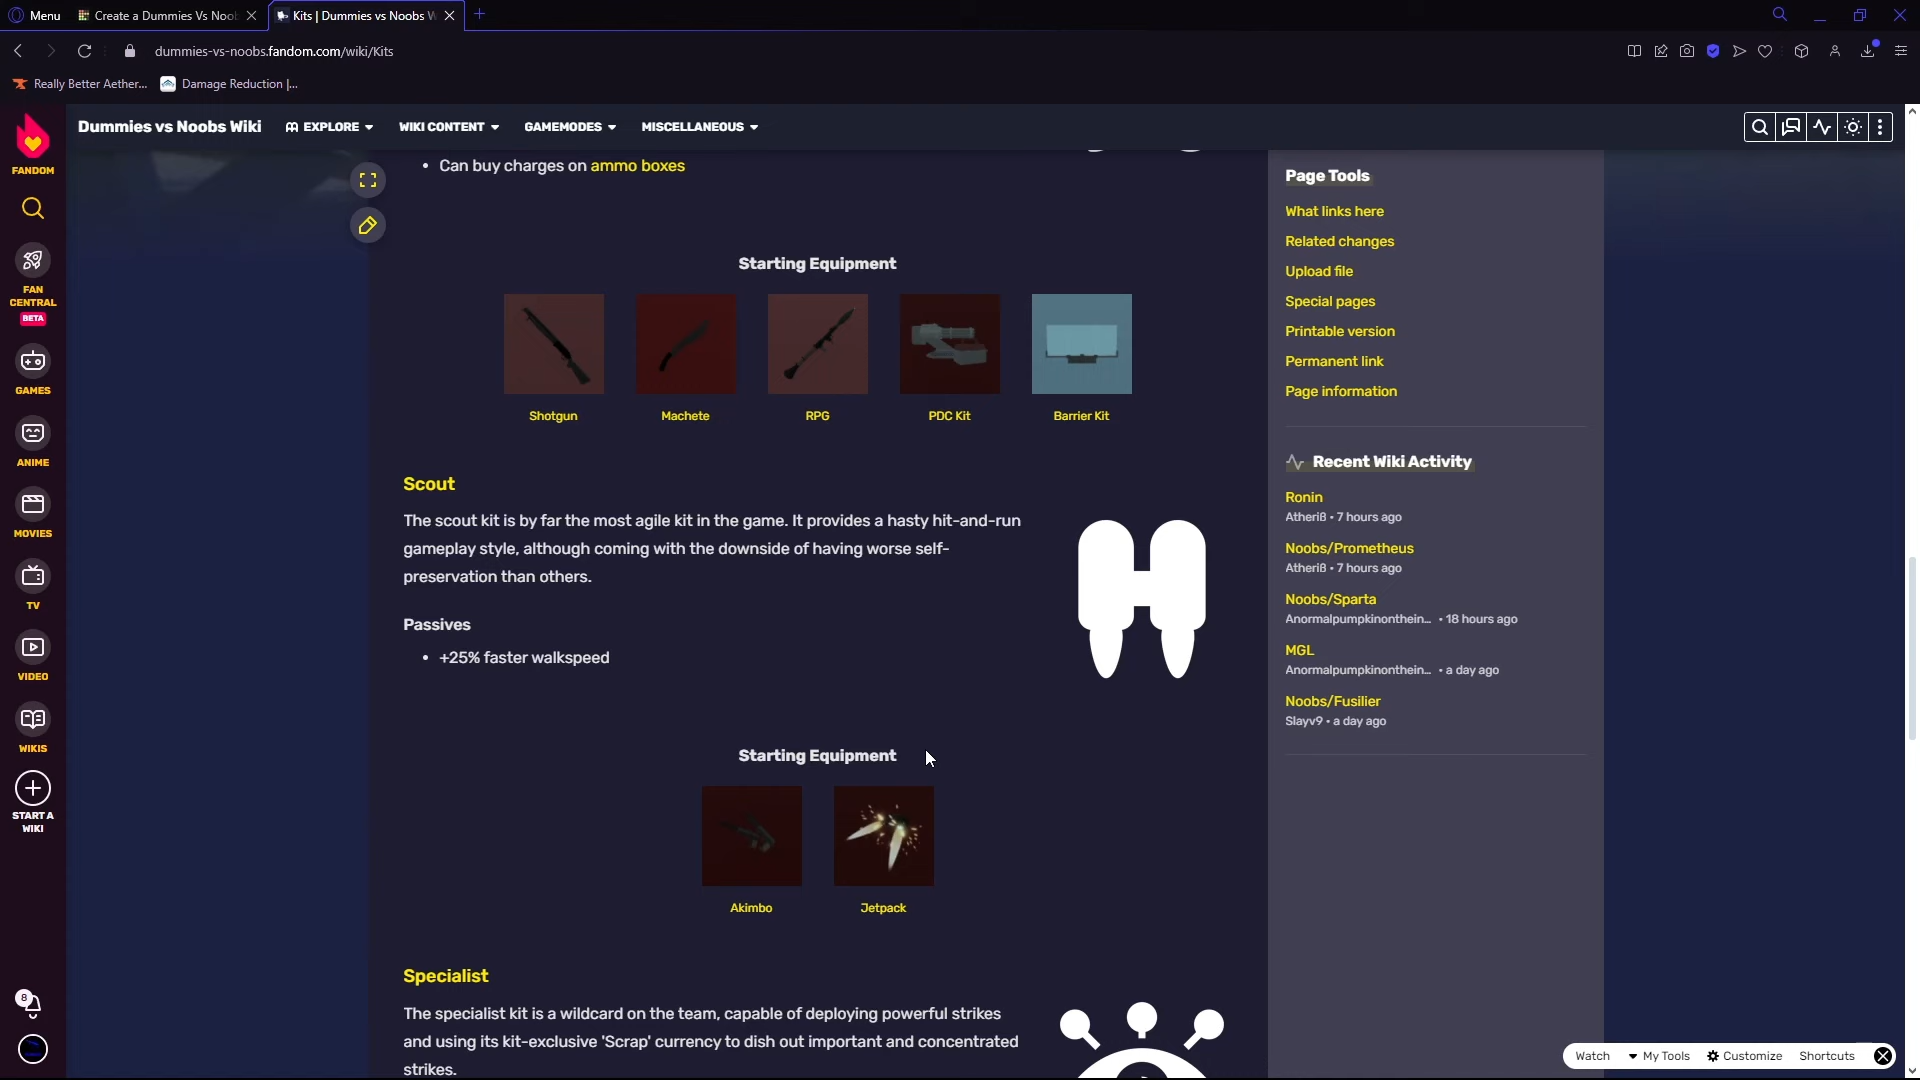 Menu
Create a Dummies Vs Noo
Kits | Dummies vs Noobs W
dummies-vs-noobs.fandom.com/wiki/Kits
Really Better Aether...
Damage Reduction |...
FANDOM
FAN CENTRAL
BETA
GAMES
ANIME
MOVIES
TV
VIDEO
WIKIS
START A WIKI
8
Dummies vs Noobs Wiki
EXPLORE
WIKI CONTENT
GAMEMODES
MISCELLANEOUS
• Can buy charges on ammo boxes
Starting Equipment
Shotgun
Machete
RPG
PDC Kit
Barrier Kit
Scout
The scout kit is by far the most agile kit in the game. It provides a hasty hit-and-run
gameplay style, although coming with the downside of having worse self-
preservation than others.
Passives
• +25% faster walkspeed
Starting Equipment
Akimbo
Jetpack
Specialist
The specialist kit is a wildcard on the team, capable of deploying powerful strikes
and using its kit-exclusive 'Scrap' currency to dish out important and concentrated
strikes.
Page Tools
What links here
Related changes
Upload file
Special pages
Printable version
Permanent link
Page information
Recent Wiki Activity
Ronin
• 7 hours ago
Noobs/Prometheus
• 7 hours ago
Noobs/Sparta
Anormalpumpkinonthein... • 18 hours ago
MGL
Anormalpumpkinonthein... • a day ago
Noobs/Fusilier
Slayv9 • a day ago
Watch
My Tools
Customize
Shortcuts